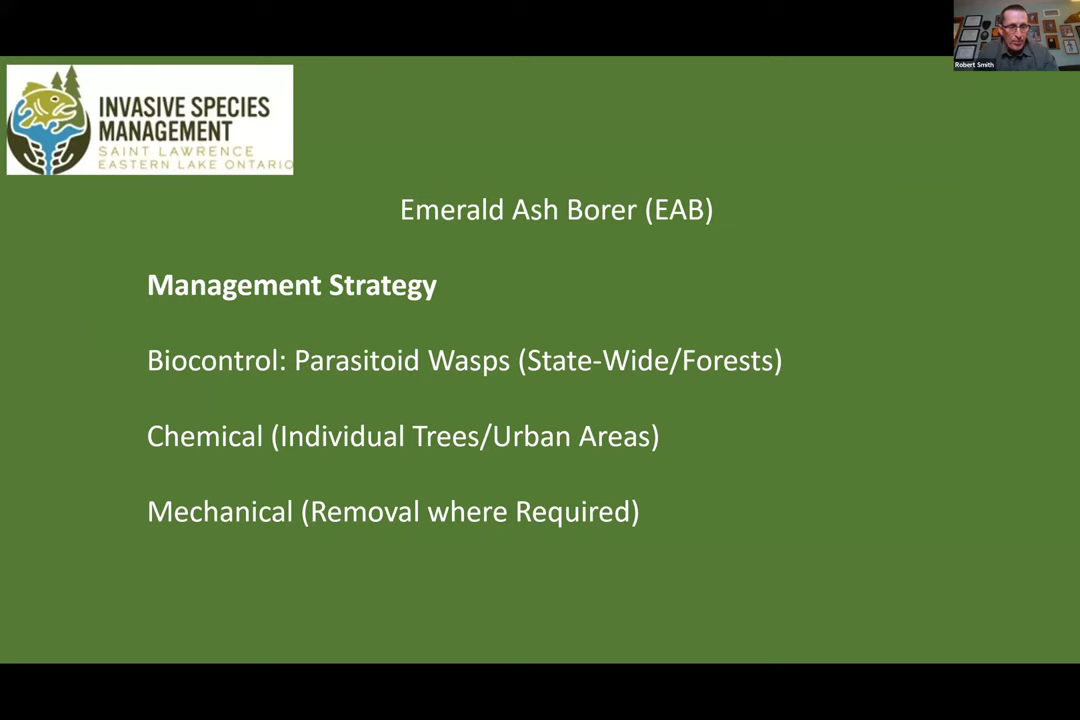 Robert Smith
INVASIVE SPECIES
MANAGEMENT
SAINT LAWRENCE
EASTERN LAKE ONTARIO
Emerald Ash Borer (EAB)
Management Strategy
Biocontrol: Parasitoid Wasps (State-Wide/Forests)
Chemical (Individual Trees/Urban Areas)
Mechanical (Removal where Required)